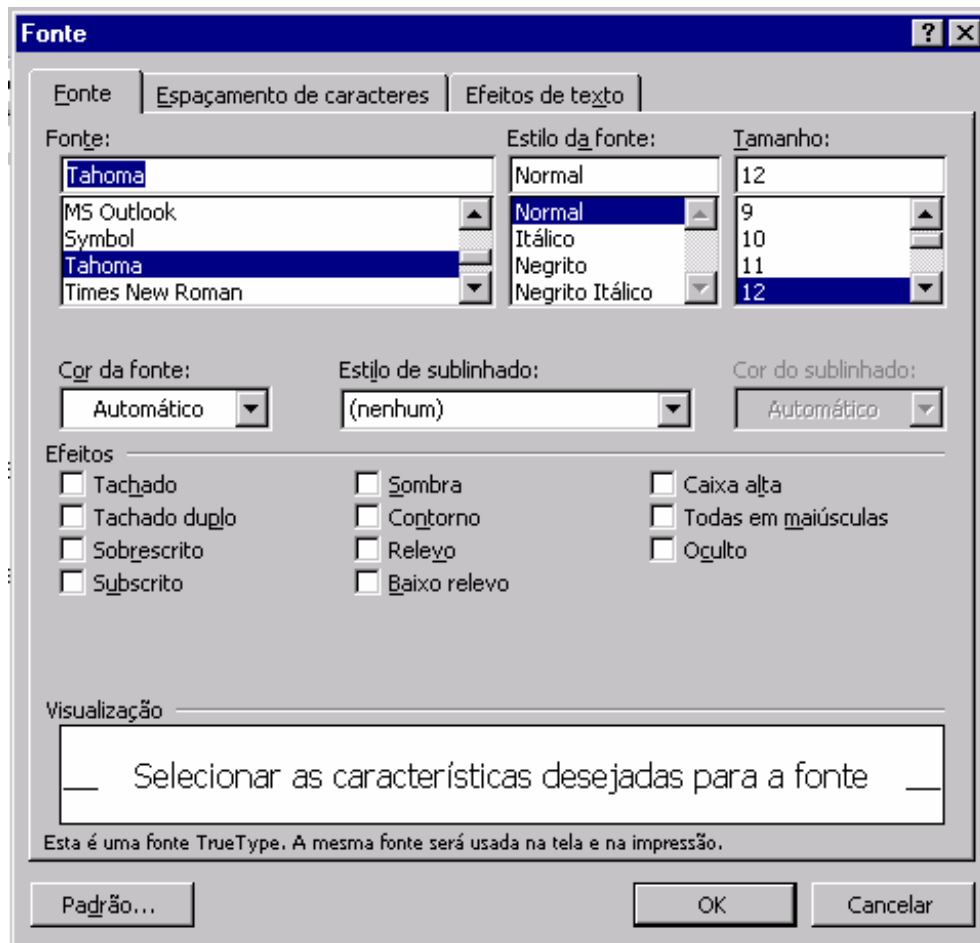 Fonte
Fonte Espaçamento de caracteres Efeitos de texto
Fonte: Estilo da fonte: Tamanho:
Tahoma Normal 12
MS Outlook Normal 9
Symbol Itálico 10
Tahoma Negrito 11
Times New Roman Negrito Itálico 12
Cor da fonte: Estilo de sublinhado: Cor do sublinhado:
Automático (nenhum) Automático
Efeitos
Tachado Sombra Caixa alta
Tachado duplo Contorno Todas em maiúsculas
Sobrescrito Relevo Oculto
Subscrito Baixo relevo
Visualização
Selecionar as características desejadas para a fonte
Esta é uma fonte TrueType. A mesma fonte será usada na tela e na impressão.
Padrão... OK Cancelar